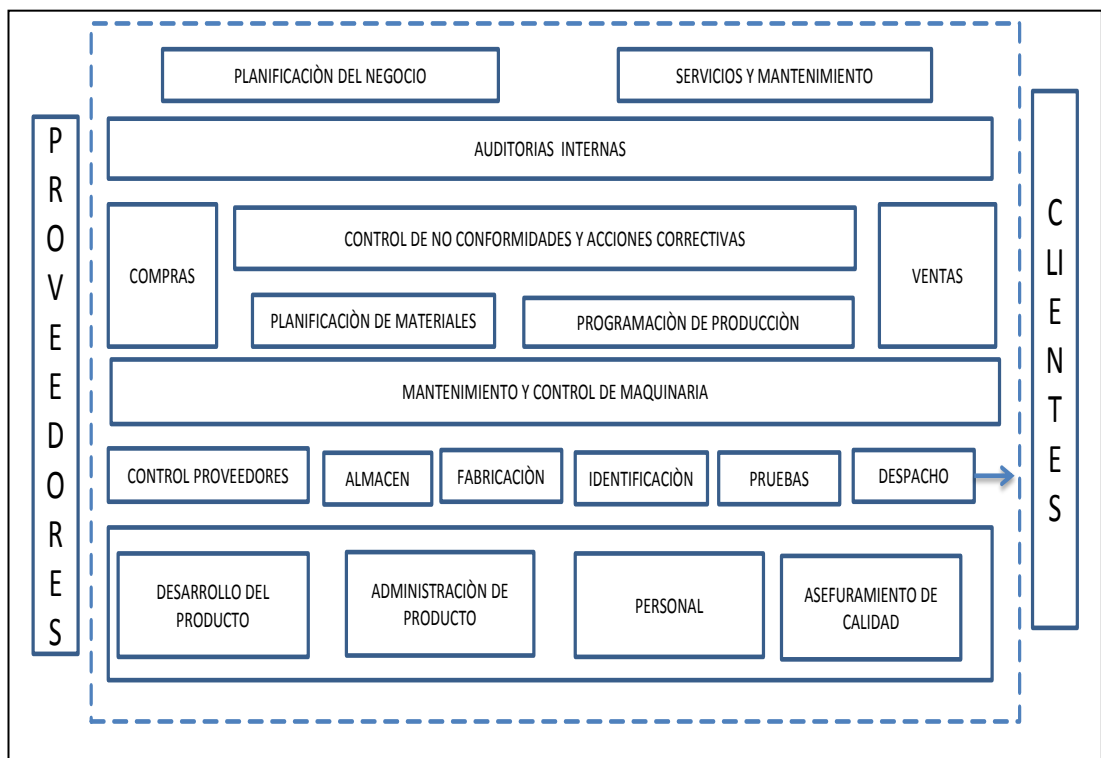 PLANIFICACIÒN DEL NEGOCIO
SERVICIOS Y MANTENIMIENTO
PROVEEDORES
AUDITORIAS INTERNAS
CLIENTES
COMPRAS
CONTROL DE NO CONFORMIDADES Y ACCIONES CORRECTIVAS
VENTAS
PLANIFICACIÒN DE MATERIALES
PROGRAMACIÒN DE PRODUCCIÒN
MANTENIMIENTO Y CONTROL DE MAQUINARIA
CONTROL PROVEEDORES
ALMACEN
FABRICACIÒN
IDENTIFICACIÒN
PRUEBAS
DESPACHO
DESARROLLO DEL
PRODUCTO
ADMINISTRACIÒN DE
PRODUCTO
PERSONAL
ASEFURAMIENTO DE
CALIDAD